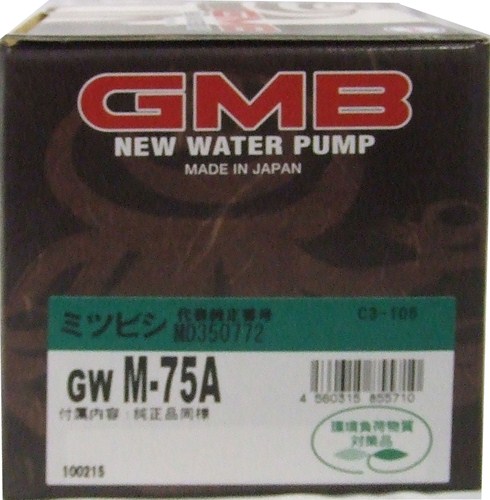 GMB
NEW WATER PUMP
MADE IN JAPAN
ミツビシ
代表純正番号
MD350772
C3-106
GW M-75A
付属内容：純正品同様
4 560315 855710
環境負荷物質
対策品
100215